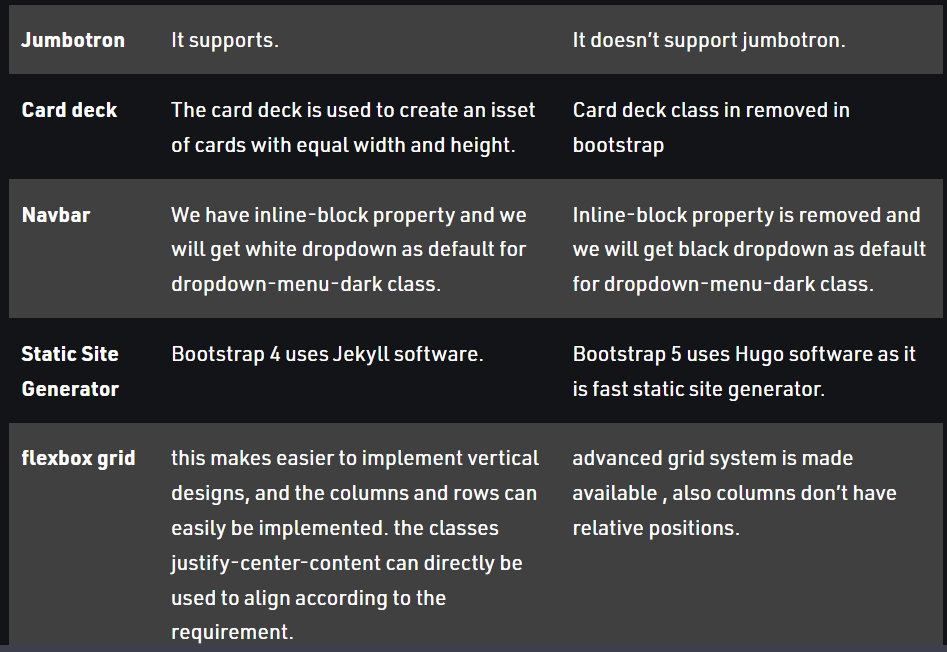 Jumbotron It supports. It doesn’t support jumbotron.
Card deck The card deck is used to create an isset Card deck class in removed in
of cards with equal width and height. bootstrap
Navbar We have inline-block property and we Inline-block property is removed and
will get white dropdown as default for we will get black dropdown as default
dropdown-menu-dark class. for dropdown-menu-dark class.
Static Site Bootstrap 4 uses Jekyll software. Bootstrap 5 uses Hugo software as it
Generator is fast static site generator.
flexbox grid this makes easier to implement vertical advanced grid system is made
designs, and the columns and rows can available , also columns don’t have
easily be implemented. the classes relative positions.
justify-center-content can directly be
used to align according to the
requirement.